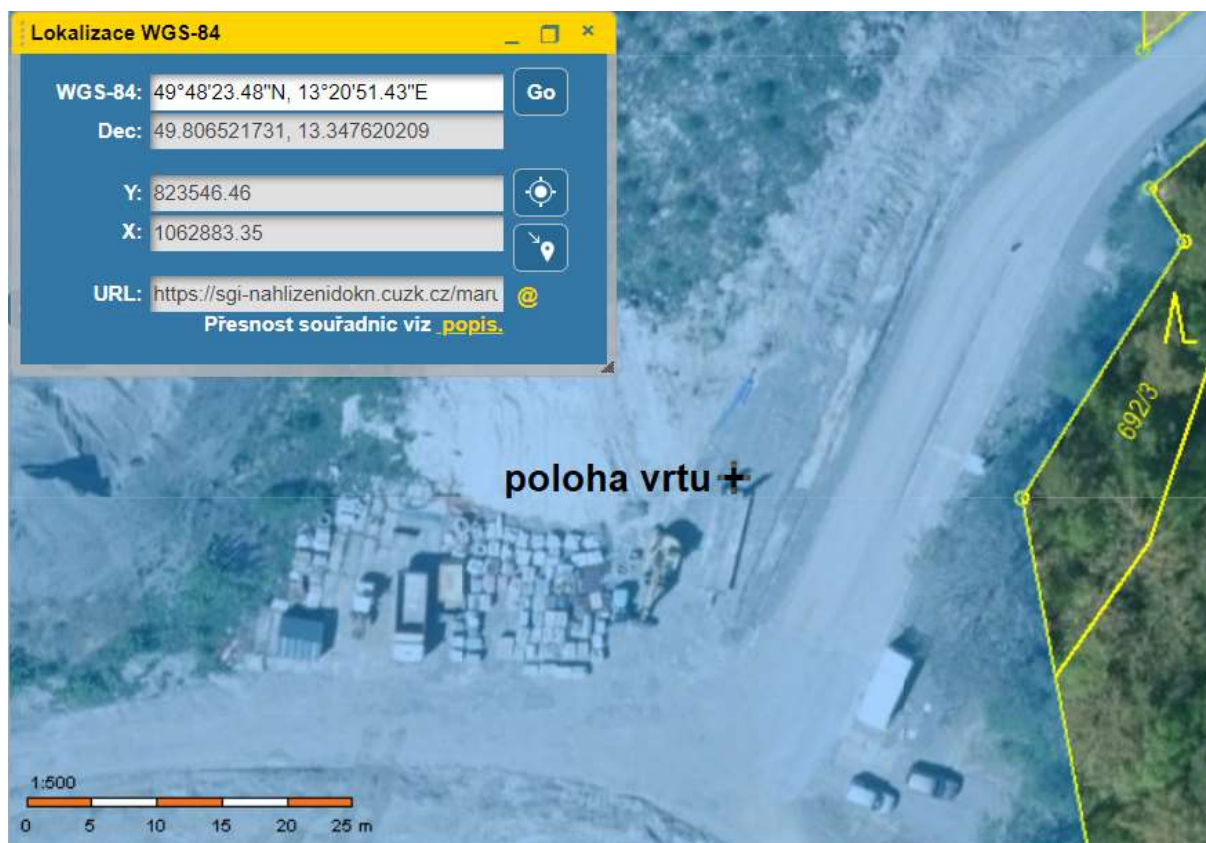 Lokalizace WGS-84
WGS-84: 49°48'23.48"N, 13°20'51.43"E Go
Dec: 49.806521731, 13.347620209
Y: 823546.46
X: 1062883.35
URL: https://sgi-nahlizenidokn.cuzk.cz/maru @
Přesnost souřadnic viz popis.
692/3
poloha vrtu
1:500
0 5 10 15 20 25 m